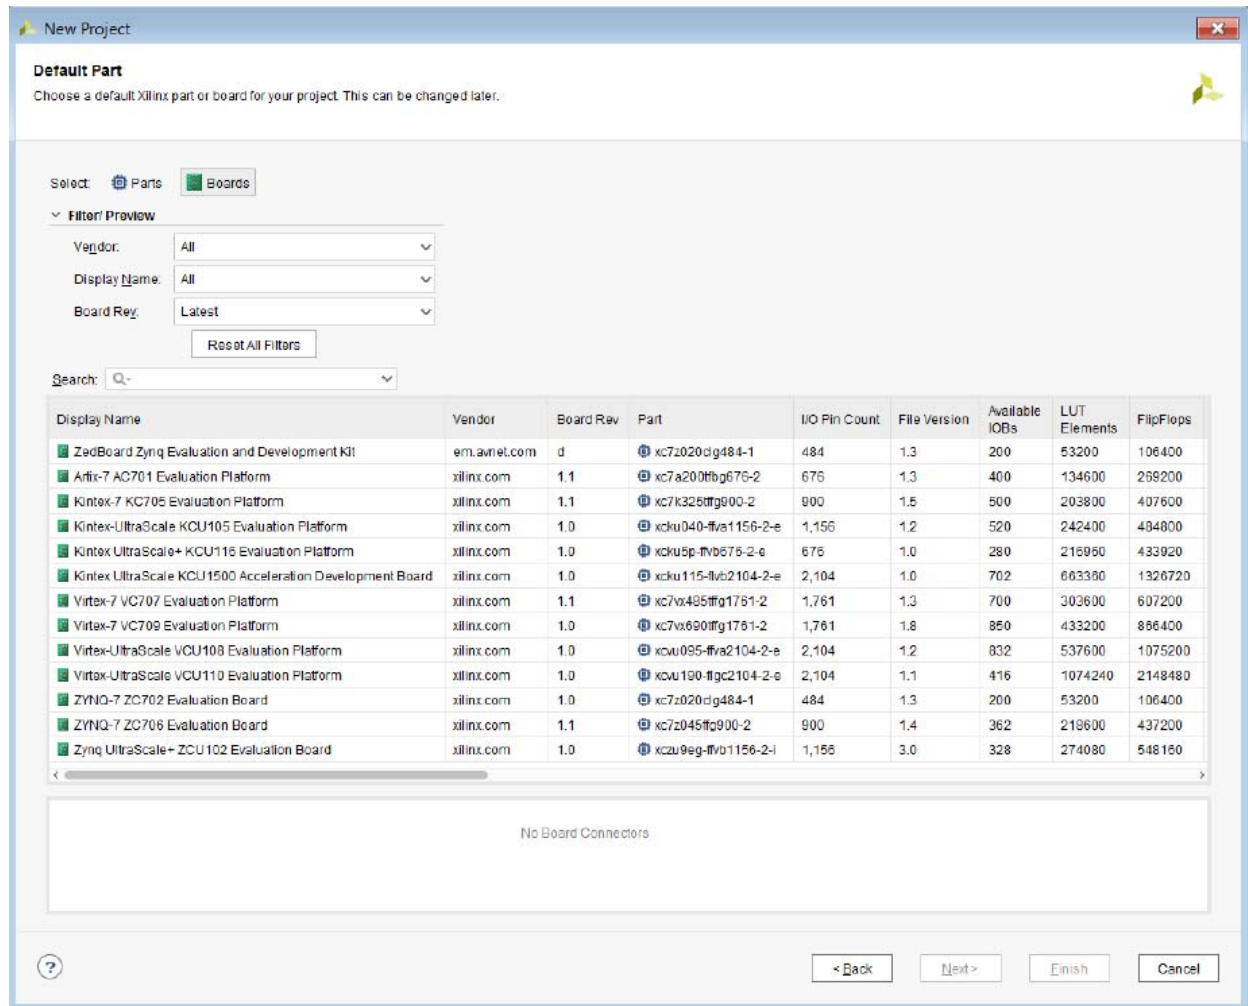 New Project
Default Part
Choose a default Xilinx part or board for your project. This can be changed later.
Select: Parts Boards
Filter/ Preview
Vendor: All
Display Name: All
Board Rev: Latest
Reset All Filters
Search: Q-
Display Name Vendor Board Rev Part I/O Pin Count File Version Available IOBs LUT Elements FlipFlops
ZedBoard Zynq Evaluation and Development Kit em.avnet.com d xc7z020clg484-1 484 1.3 200 53200 106400
Artix-7 AC701 Evaluation Platform xilinx.com 1.1 xc7a200tfbg676-2 676 1.3 400 134600 269200
Kintex-7 KC705 Evaluation Platform xilinx.com 1.1 xc7k325tffg900-2 900 1.5 500 203800 407600
Kintex-UltraScale KCU105 Evaluation Platform xilinx.com 1.0 xcku040-ffva1156-2-e 1,156 1.2 520 242400 484800
Kintex UltraScale+ KCU116 Evaluation Platform xilinx.com 1.0 xcku5p-ffvb676-2-e 676 1.0 280 216960 433920
Kintex UltraScale KCU1500 Acceleration Development Board xilinx.com 1.0 xcku115-flvb2104-2-e 2,104 1.0 702 663360 1326720
Virtex-7 VC707 Evaluation Platform xilinx.com 1.1 xc7vx485tffg1761-2 1,761 1.3 700 303600 607200
Virtex-7 VC709 Evaluation Platform xilinx.com 1.0 xc7vx690tffg1761-2 1,761 1.8 850 433200 866400
Virtex-UltraScale VCU108 Evaluation Platform xilinx.com 1.0 xcvu095-ffva2104-2-e 2,104 1.2 832 537600 1075200
Virtex-UltraScale VCU110 Evaluation Platform xilinx.com 1.0 xcvu190-flgc2104-2-e 2,104 1.1 416 1074240 2148480
ZYNQ-7 ZC702 Evaluation Board xilinx.com 1.0 xc7z020clg484-1 484 1.3 200 53200 106400
ZYNQ-7 ZC706 Evaluation Board xilinx.com 1.1 xc7z045ffg900-2 900 1.4 362 218600 437200
Zynq UltraScale+ ZCU102 Evaluation Board xilinx.com 1.0 xczu9eg-ffvb1156-2-i 1,156 3.0 328 274080 548160
No Board Connectors
? < Back Next > Finish Cancel